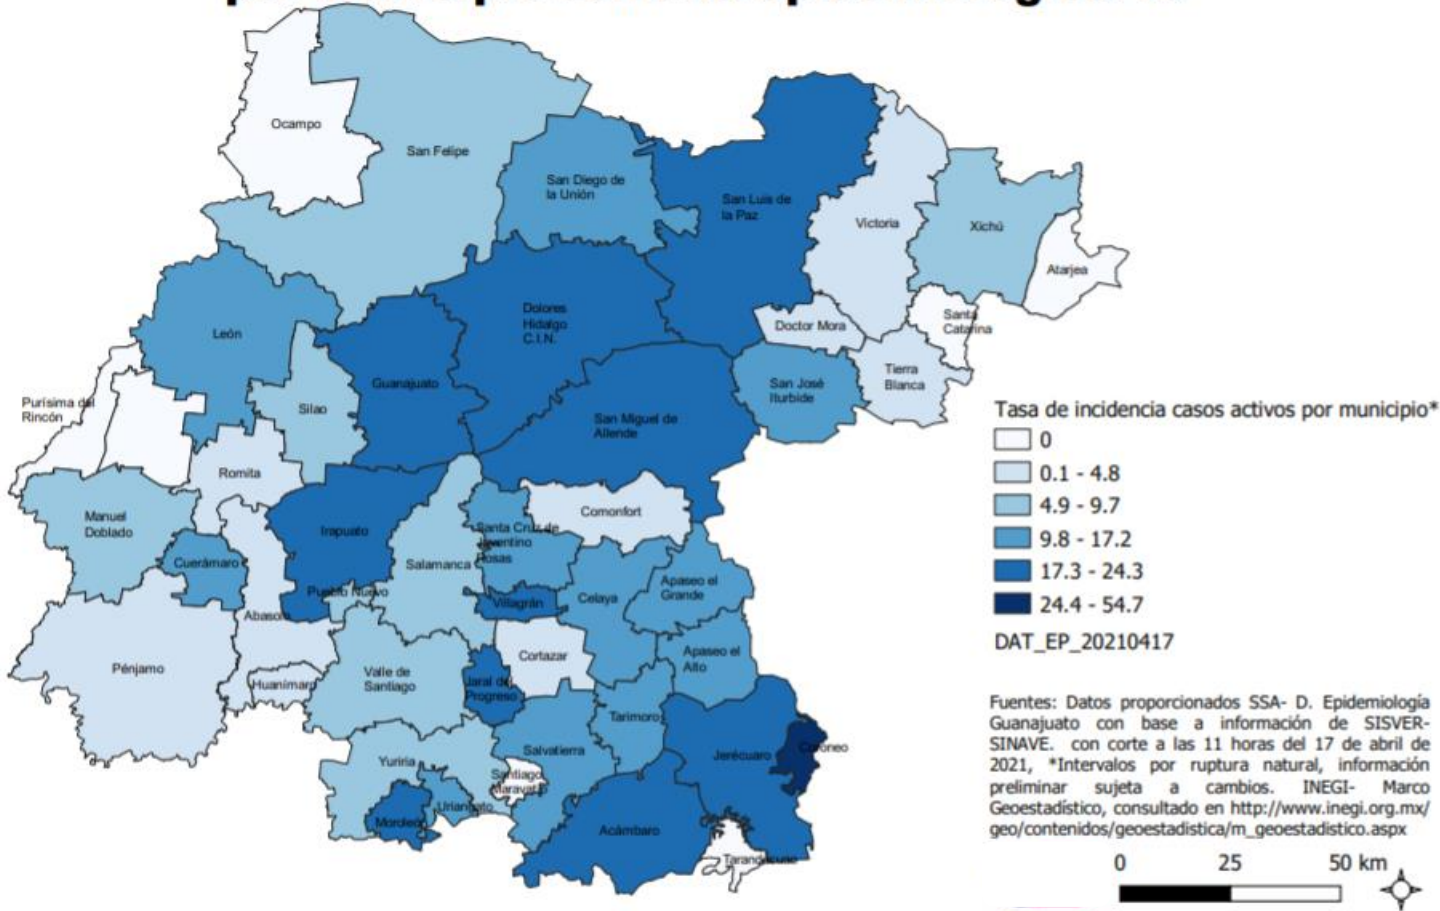 Ocampo
San Felipe
San Diego de
la Unión
San Luis de
la Paz
Victoria
Xichú
Atarjea
León
Dolores
Hidalgo
C.I.N.
Doctor Mora
Santa
Catarina
Purísima del
Rincón
Silao
Guanajuato
San Miguel de
Allende
San José
Iturbide
Tierra
Blanca
Romita
Manuel
Doblado
Irapuato
Comonfort
Santa Cruz de
Juventino
Rosas
Cuerámaro
Salamanca
Pueblo Nuevo
Villagrán
Celaya
Apaseo el
Grande
Abasolo
Pénjamo
Cortazar
Apaseo el
Alto
Huanímaro
Valle de
Santiago
Jaral del
Progreso
Tarimoro
Salvatierra
Jerécuaro
Coroneo
Yuriria
Santiago
Maravatío
Uriangato
Moroleón
Acámbaro
Tarandacuao
Tasa de incidencia casos activos por municipio*
0
0.1 - 4.8
4.9 - 9.7
9.8 - 17.2
17.3 - 24.3
24.4 - 54.7
DAT_EP_20210417
Fuentes: Datos proporcionados SSA- D. Epidemiología
Guanajuato con base a información de SISVER-
SINAVE. con corte a las 11 horas del 17 de abril de
2021, *Intervalos por ruptura natural, información
preliminar sujeta a cambios. INEGI- Marco
Geoestadístico, consultado en http://www.inegi.org.mx/
geo/contenidos/geoestadistica/m_geoestadistico.aspx
0 25 50 km